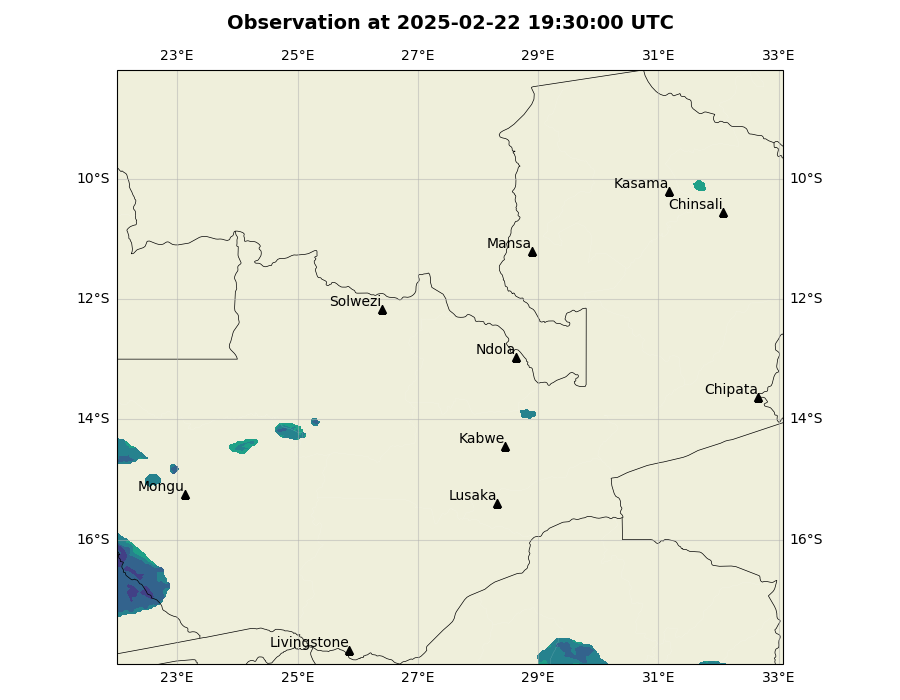 Observation at 2025-02-22 19:30:00 UTC
23°E 25°E 27°E 29°E 31°E 33°E
10°S 10°S
Kasama
Chinsali
Mansa
12°S 12°S
Solwezi
Ndola
Chipata
14°S 14°S
Kabwe
Mongu
Lusaka
16°S 16°S
Livingstone
23°E 25°E 27°E 29°E 31°E 33°E